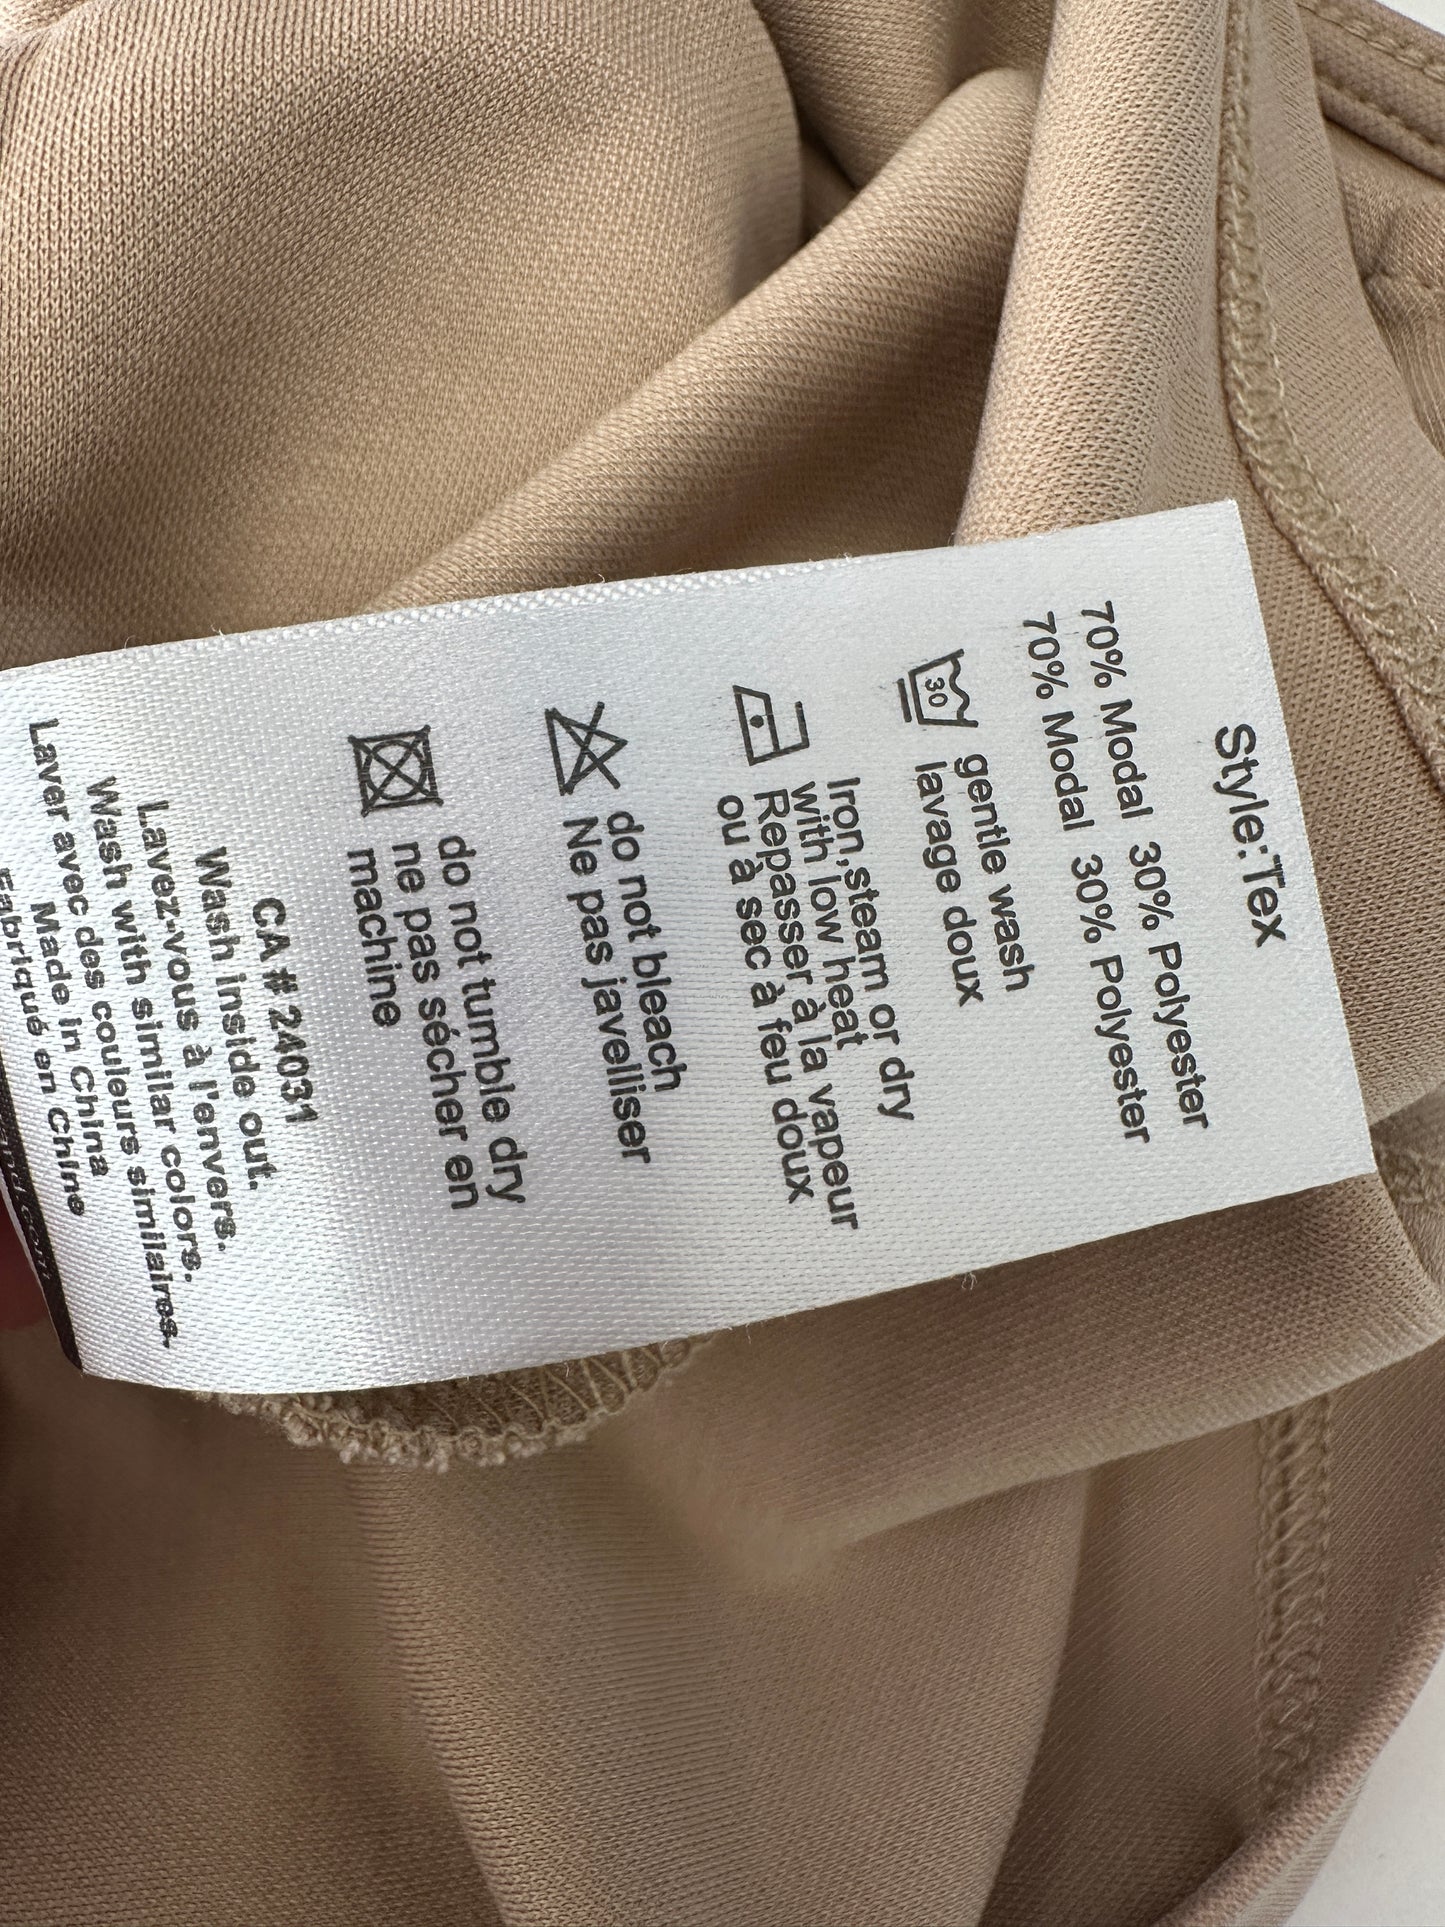 Style:Tex
70% Modal 30% Polyester
70% Modal 30% Polyester
30
gentle wash
lavage doux
Iron,steam or dry
with low heat
Repasser à la vapeur
ou à sec à feu doux
do not bleach
Ne pas javelliser
do not tumble dry
ne pas sécher en
machine
CA # 24031
Wash inside out.
Lavez-vous à l'envers.
Wash with similar colors.
Laver avec des couleurs similaires.
Made in China
Fabriqué en Chine